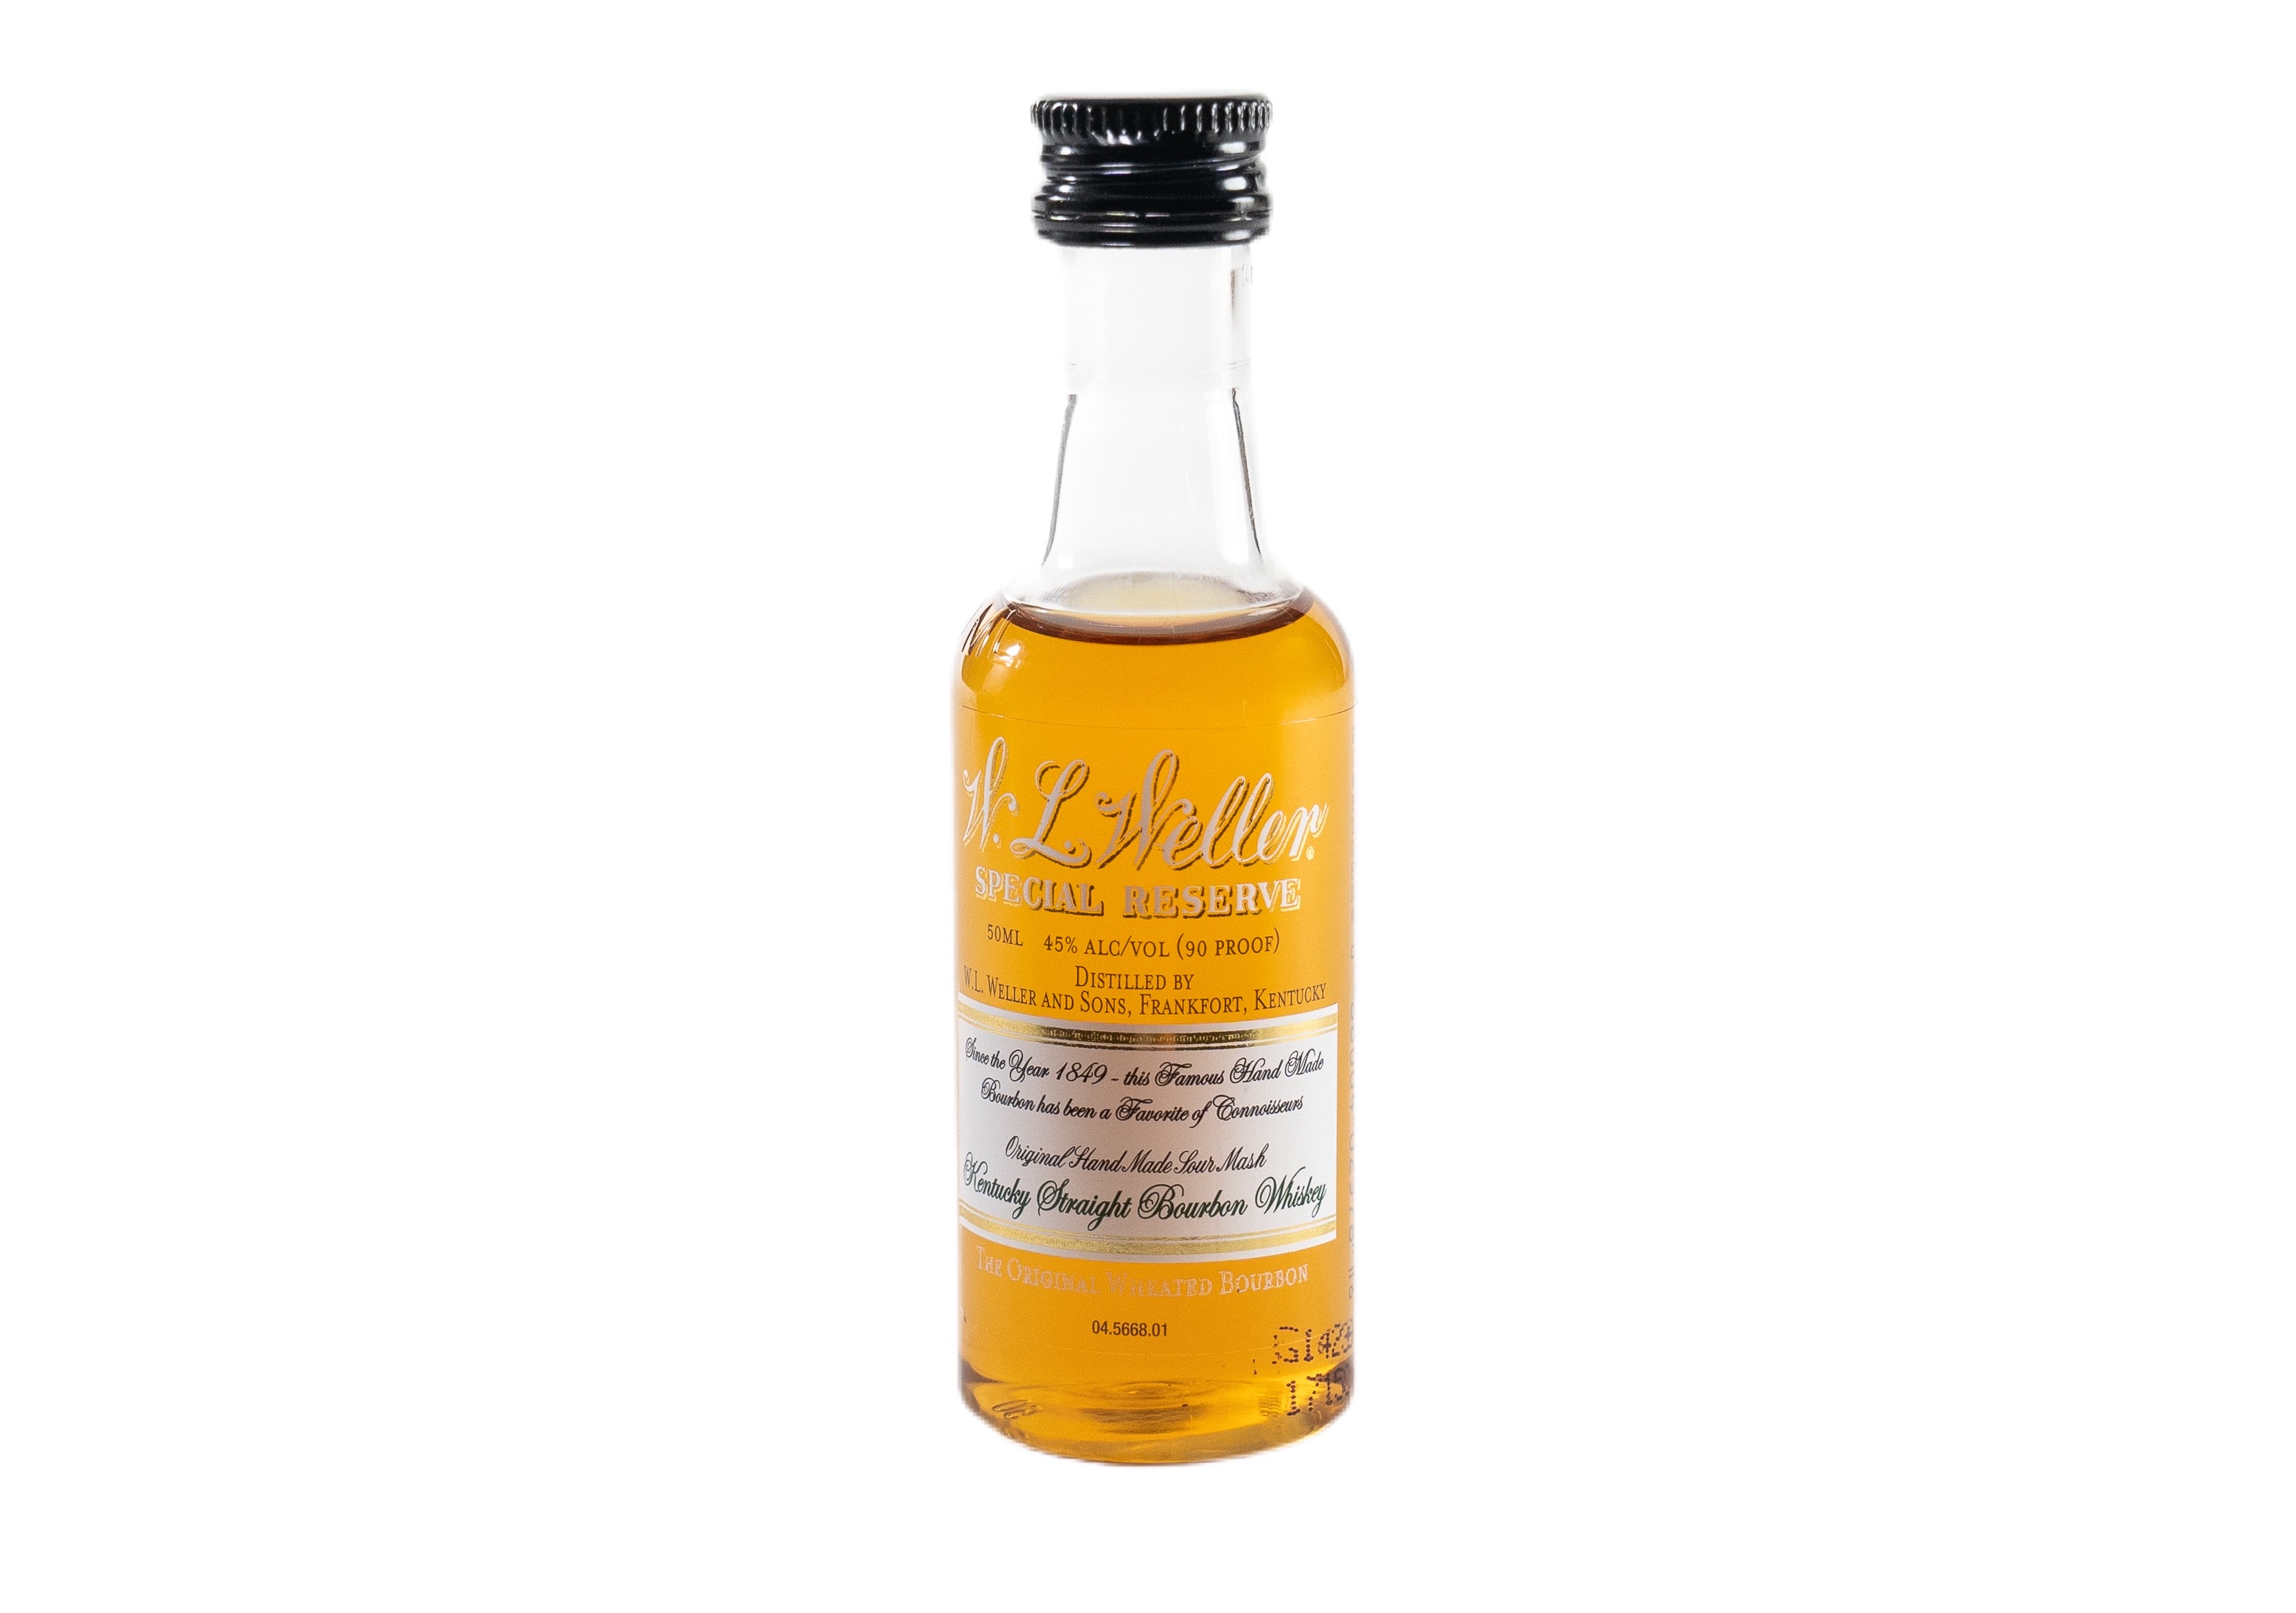 W. L. Weller
SPECIAL RESERVE
50ML 45% ALC/VOL (90 PROOF)
DISTILLED BY
W.L. WELLER AND SONS, FRANKFORT, KENTUCKY
Since the Year 1849 - this Famous Hand Made
Bourbon has been a Favorite of Connoisseurs
Original Hand Made Sour Mash
Kentucky Straight Bourbon Whiskey
THE ORIGINAL WHEATED BOURBON
04.5668.01